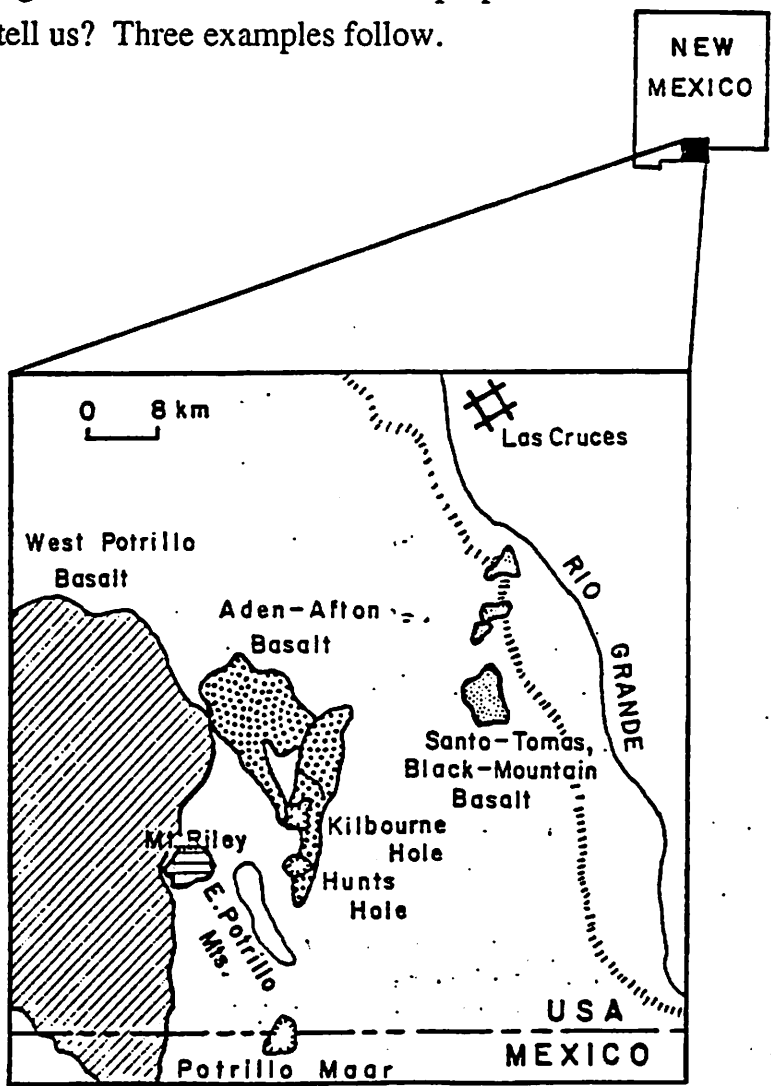 tell us? Three examples follow.
NEW
MEXICO
0 8 km
Las Cruces
West Potrillo
Basalt
RIO
GRANDE
Aden-Afton
Basalt
Santo-Tomas,
Black-Mountain
Basalt
Kilbourne
Hole
Mt. Riley
Hunts
Hole
E. Potrillo
Mts.
USA
MEXICO
Potrillo Maar